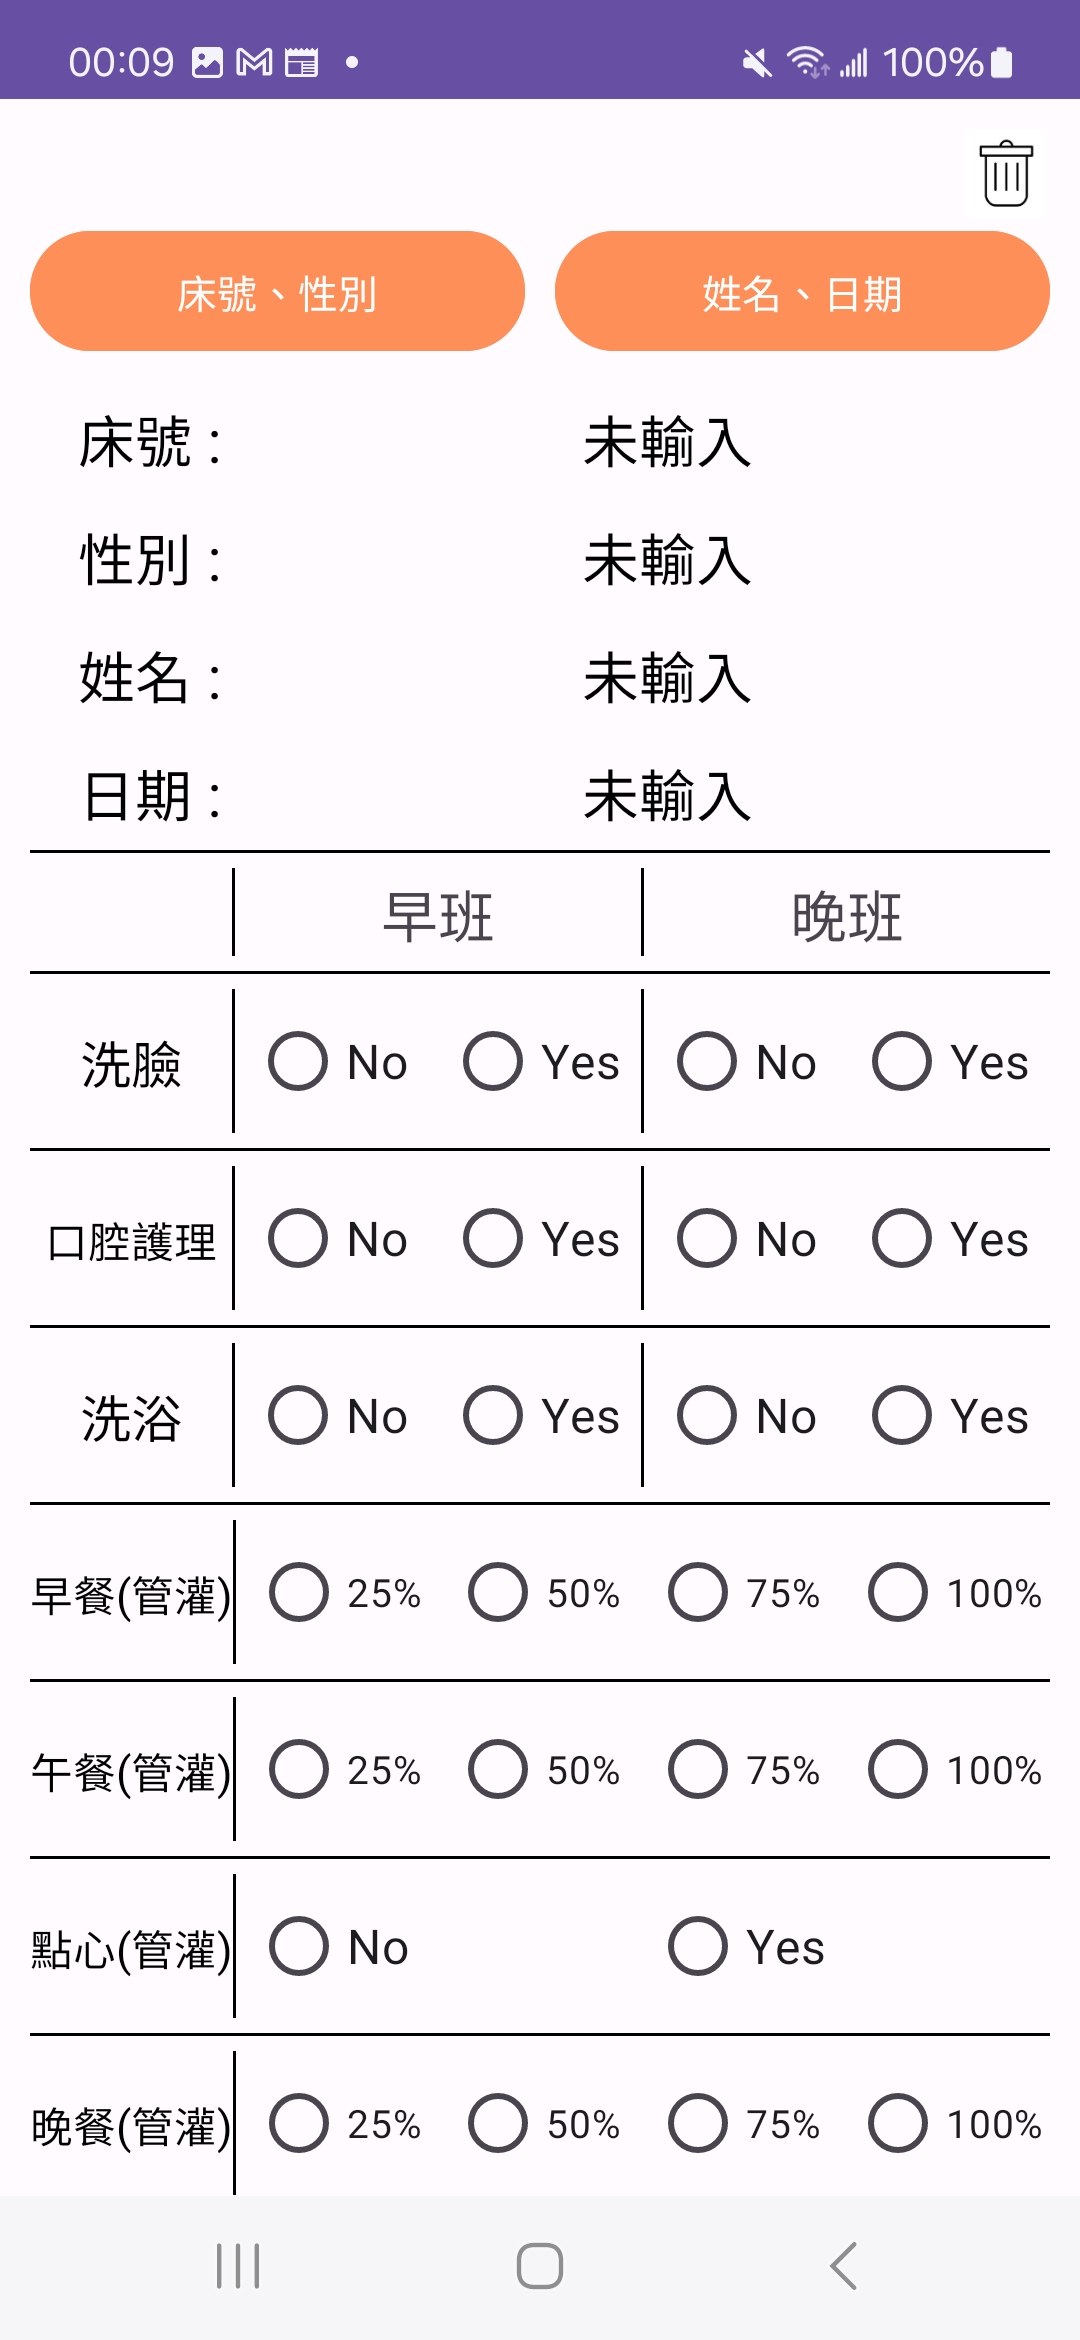 00:09 100%
床號、性別 姓名、日期
床號 : 未輸入
性別 : 未輸入
姓名 : 未輸入
日期 : 未輸入
早班 晚班
洗臉 No Yes No Yes
口腔護理 No Yes No Yes
洗浴 No Yes No Yes
早餐(管灌) 25% 50% 75% 100%
午餐(管灌) 25% 50% 75% 100%
點心(管灌) No Yes
晚餐(管灌) 25% 50% 75% 100%